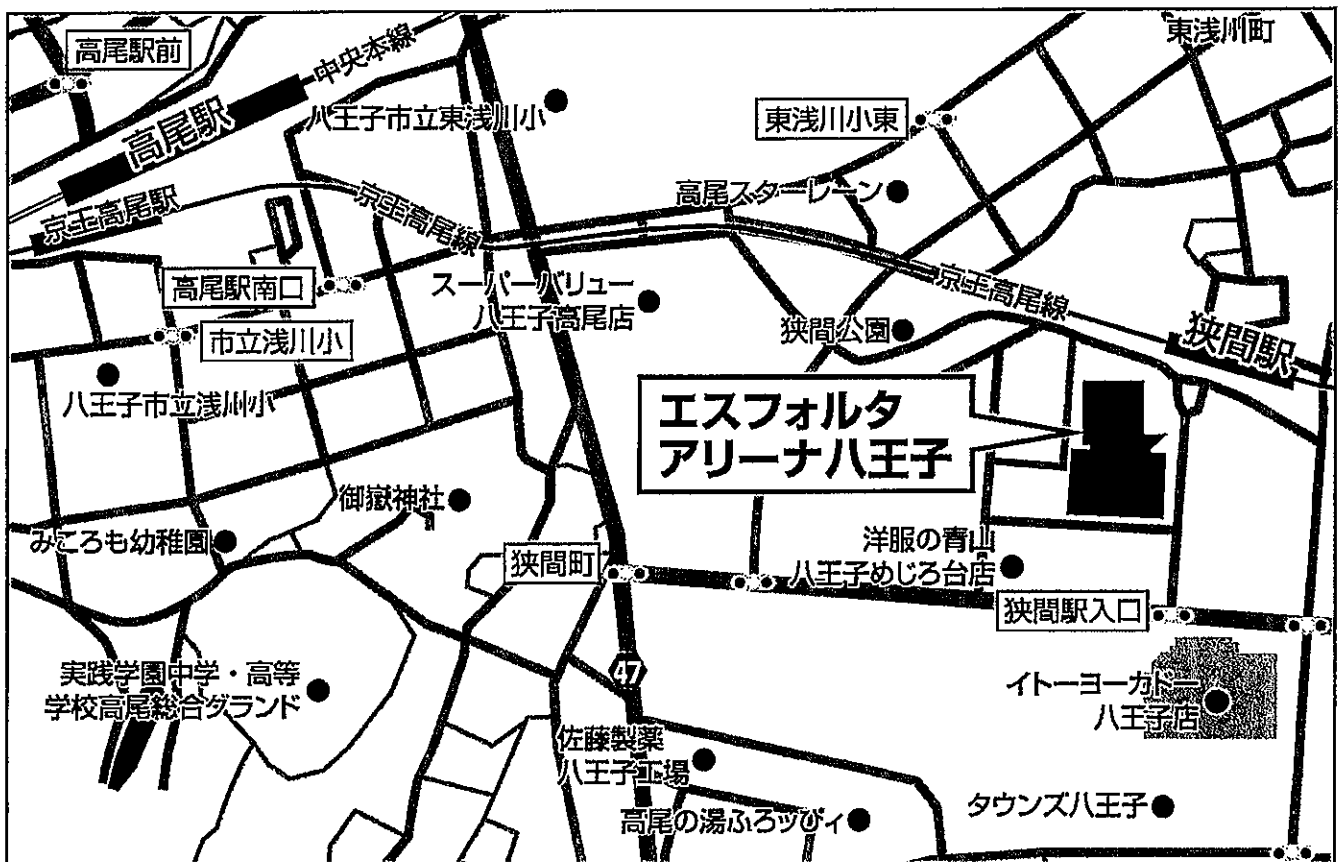 高尾駅前
中央本線
東浅川町
高尾駅
八王子市立東浅川小
東浅川小東
京王高尾駅
京王高尾線
高尾スターレーン
高尾駅南口
スーパーバリュー
八王子高尾店
京王高尾線
市立浅川小
狭間公園
狭間駅
八王子市立浅川小
エスフォルタ
アリーナ八王子
御嶽神社
みころも幼稚園
狭間町
洋服の青山
八王子めじろ台店
狭間駅入口
実践学園中学・高等
学校高尾総合グランド
47
イトーヨーカドー
八王子店
佐藤製薬
八王子工場
高尾の湯ふろッぴィ
タウンズ八王子